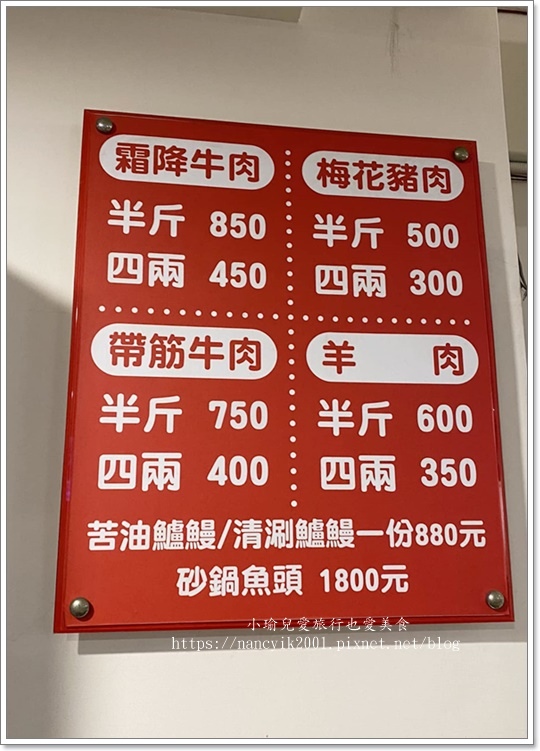 霜降牛肉
半斤 850
四兩 450
梅花豬肉
半斤 500
四兩 300
帶筋牛肉
半斤 750
四兩 400
羊 肉
半斤 600
四兩 350
苦油鱸鰻/清涮鱸鰻一份880元
砂鍋魚頭 1800元
小瑜兒愛旅行也愛美食
https://nancyik2001.pixnet.net/blog